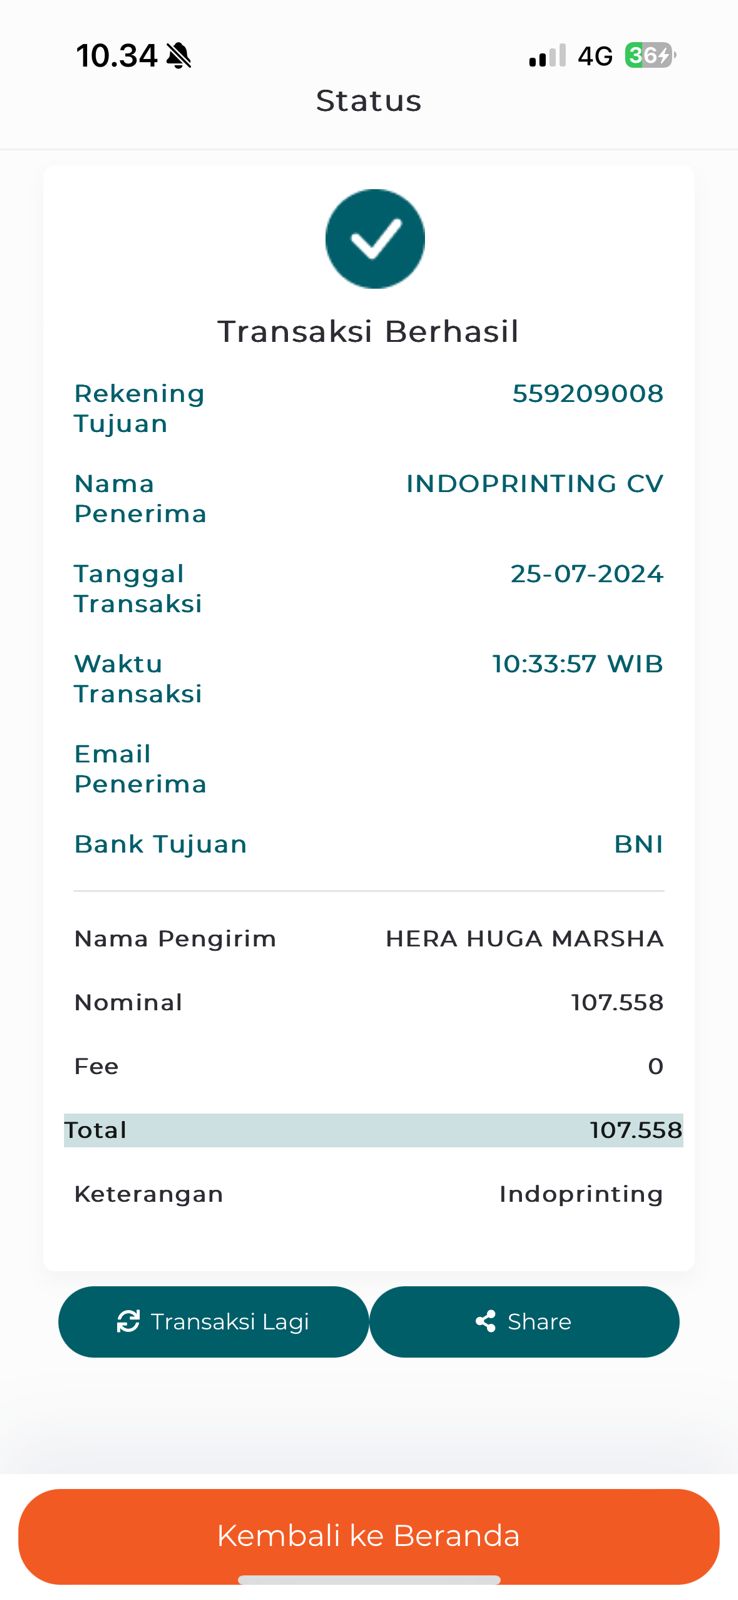 10.34
4G
36
Status
Transaksi Berhasil
Rekening Tujuan
559209008
Nama Penerima
INDOPRINTING CV
Tanggal Transaksi
25-07-2024
Waktu Transaksi
10:33:57 WIB
Email Penerima
Bank Tujuan
BNI
Nama Pengirim
HERA HUGA MARSHA
Nominal
107.558
Fee
0
Total
107.558
Keterangan
Indoprinting
Transaksi Lagi
Share
Kembali ke Beranda